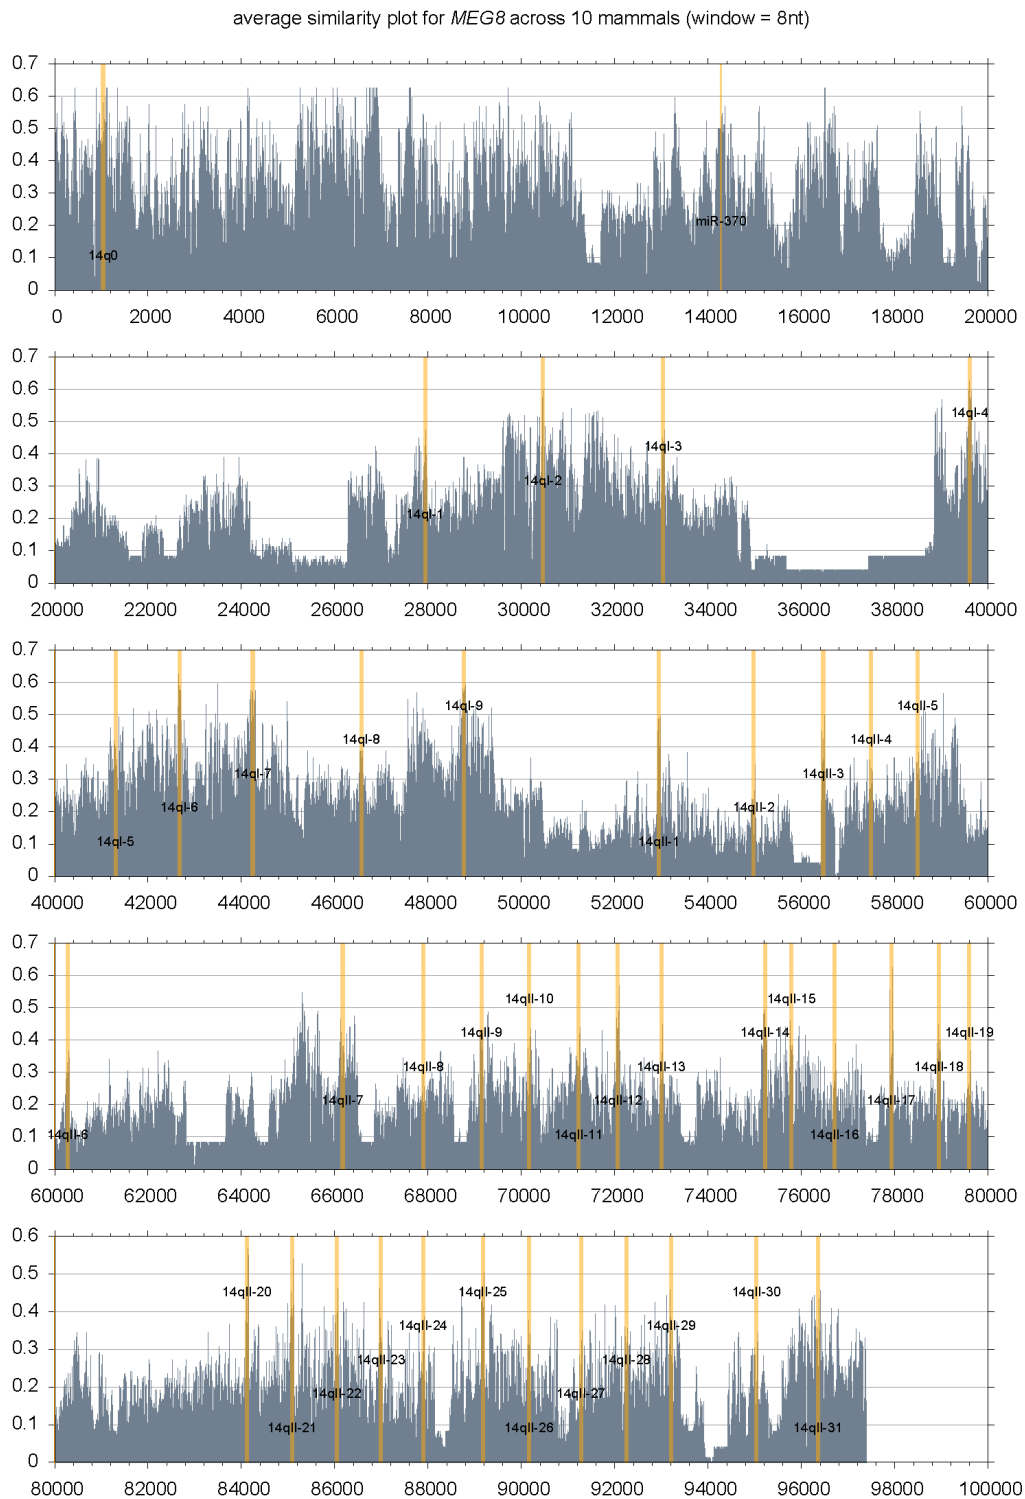 average similarity plot for MEG8 across 10 mammals (window = 8nt)
0.7
0.6
0.5
0.4
0.3
0.2
0.1
0
14q0
miR-370
0 2000 4000 6000 8000 10000 12000 14000 16000 18000 20000
0.7
0.6
0.5
0.4
0.3
0.2
0.1
0
14qI-1
14qI-2
14qI-3
14qI-4
20000 22000 24000 26000 28000 30000 32000 34000 36000 38000 40000
0.7
0.6
0.5
0.4
0.3
0.2
0.1
0
14qI-5
14qI-6
14qI-7
14qI-8
14qI-9
14qII-1
14qII-2
14qII-3
14qII-4
14qII-5
40000 42000 44000 46000 48000 50000 52000 54000 56000 58000 60000
0.7
0.6
0.5
0.4
0.3
0.2
0.1
0
14qII-6
14qII-7
14qII-8
14qII-9
14qII-10
14qII-11
14qII-12
14qII-13
14qII-14
14qII-15
14qII-16
14qII-17
14qII-18
14qII-19
60000 62000 64000 66000 68000 70000 72000 74000 76000 78000 80000
0.6
0.5
0.4
0.3
0.2
0.1
0
14qII-20
14qII-21
14qII-22
14qII-23
14qII-24
14qII-25
14qII-26
14qII-27
14qII-28
14qII-29
14qII-30
14qII-31
80000 82000 84000 86000 88000 90000 92000 94000 96000 98000 100000